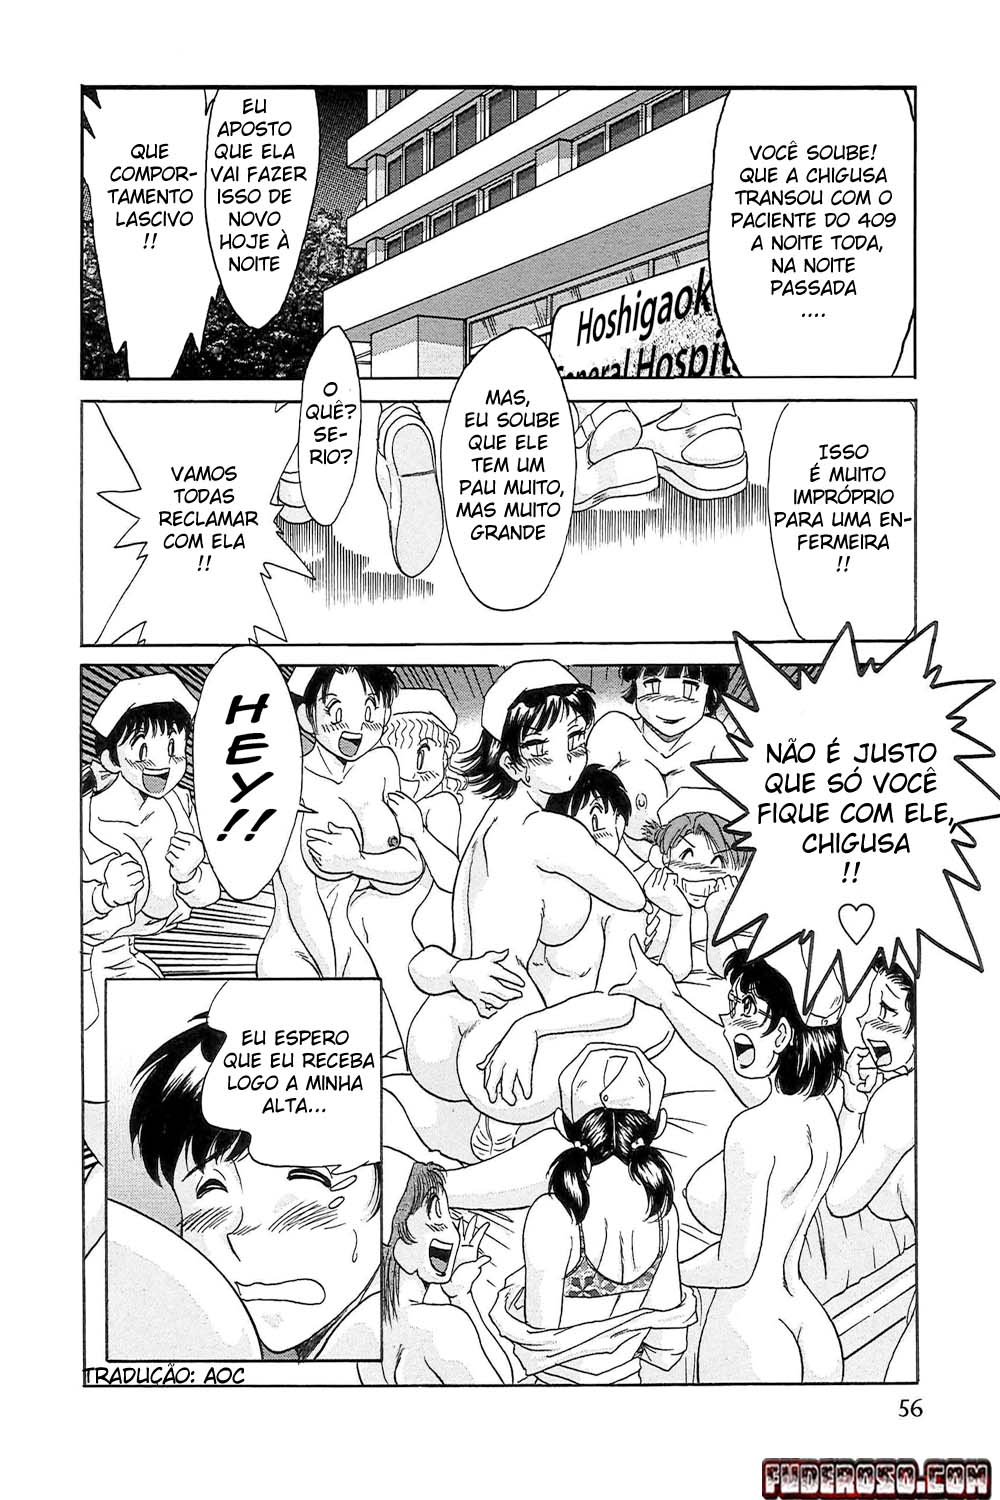 VOCÊ SOUBE!
QUE A CHIGUSA
TRANSOU COM O
PACIENTE DO 409
A NOITE TODA,
NA NOITE
PASSADA
....
EU
APOSTO
QUE ELA
VAI FAZER
ISSO DE
NOVO
HOJE À
NOITE
QUE
COMPOR-
TAMENTO
LASCIVO
!!
Hoshigaok
General Hospit
ISSO
É MUITO
IMPRÓPRIO
PARA UMA EN-
FERMEIRA
!!
MAS,
EU SOUBE
QUE ELE
TEM UM
PAU MUITO,
MAS MUITO
GRANDE
O
QUÊ?
SE-
RIO?
VAMOS
TODAS
RECLAMAR
COM ELA
!!
NÃO É JUSTO
QUE SÓ VOCÊ
FIQUE COM ELE,
CHIGUSA
!!
♡
HEY!!
EU ESPERO
QUE EU RECEBA
LOGO A MINHA
ALTA...
TRADUÇÃO: AOC
56
FUDEROSO.COM